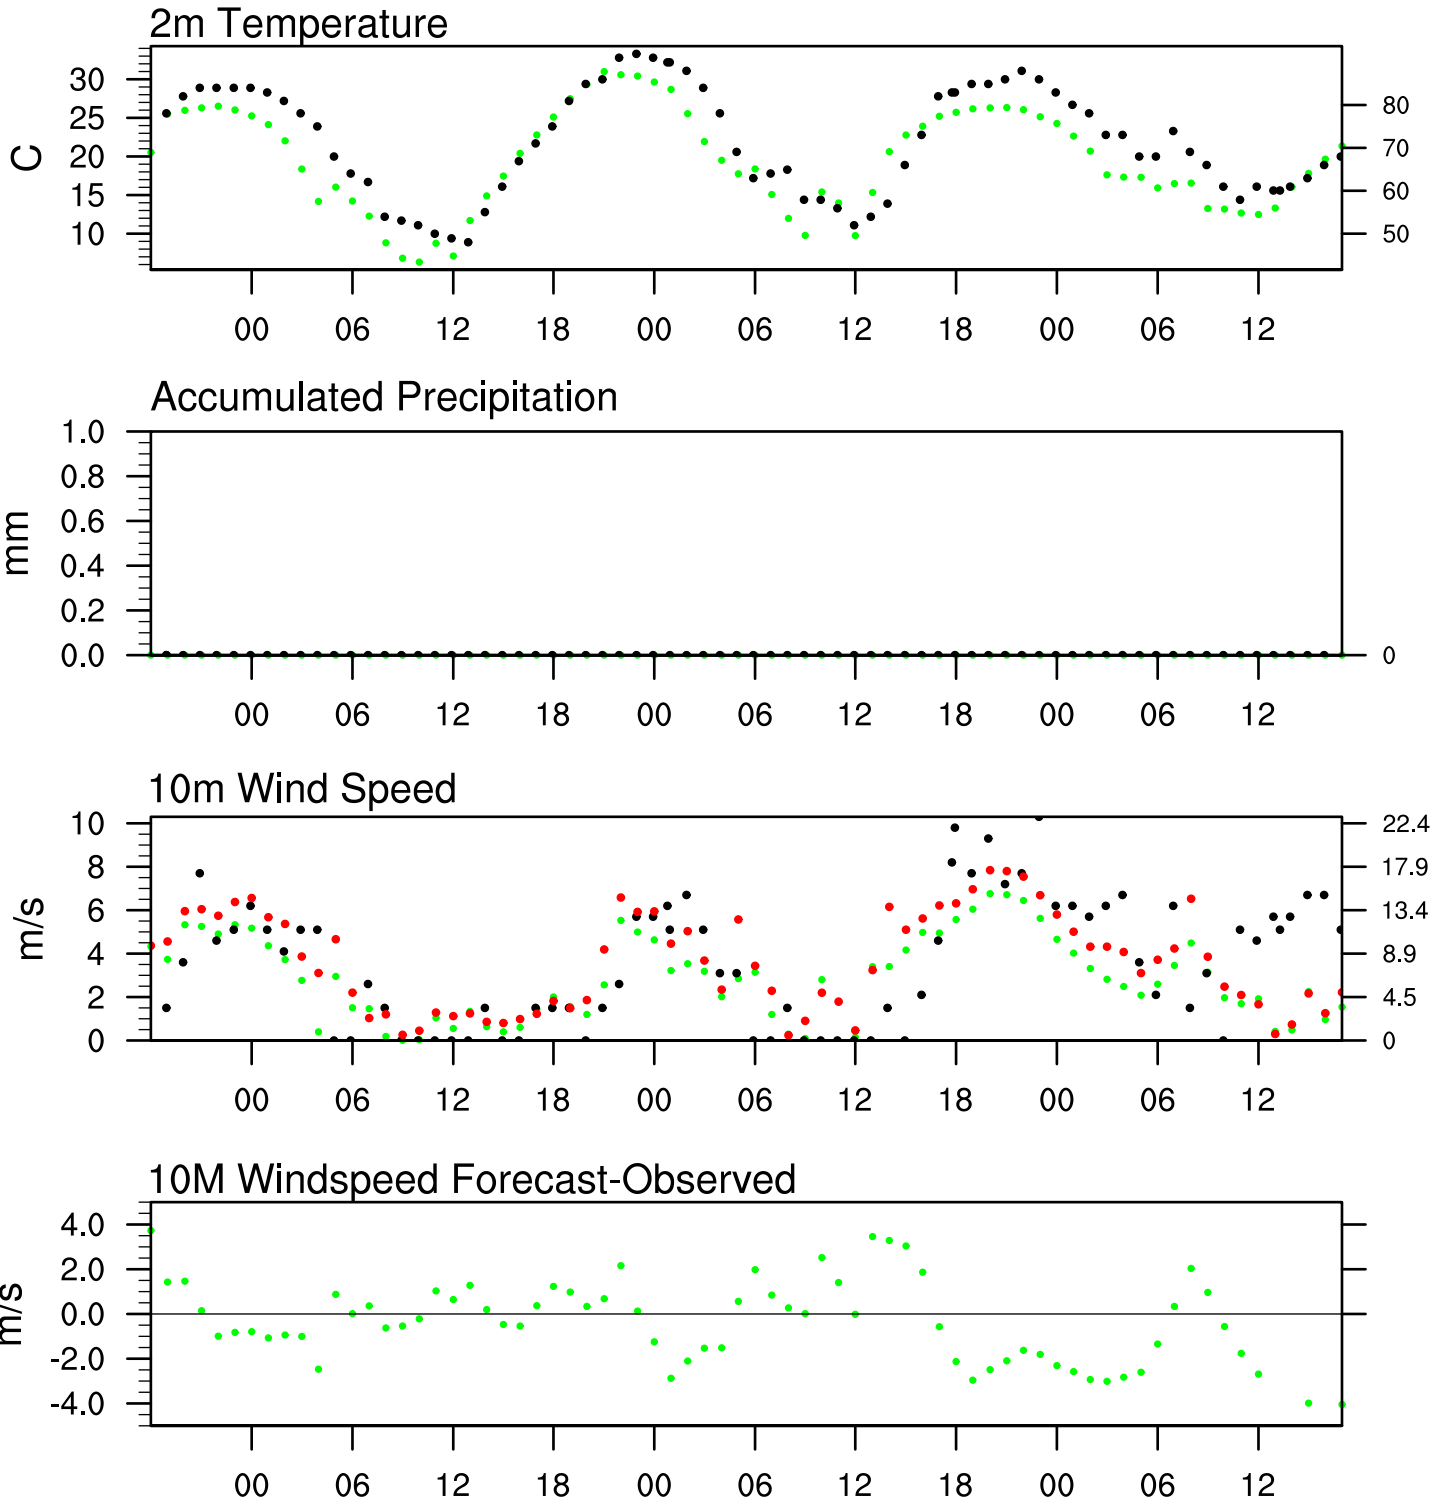 2m Temperature
30
25
20
15
10
C
80
70
60
50
00 06 12 18 00 06 12 18 00 06 12
Accumulated Precipitation
1.0
0.8
0.6
0.4
0.2
0.0
mm
0
00 06 12 18 00 06 12 18 00 06 12
10m Wind Speed
10
8
6
4
2
0
m/s
22.4
17.9
13.4
8.9
4.5
0
00 06 12 18 00 06 12 18 00 06 12
10M Windspeed Forecast-Observed
4.0
2.0
0.0
-2.0
-4.0
m/s
00 06 12 18 00 06 12 18 00 06 12